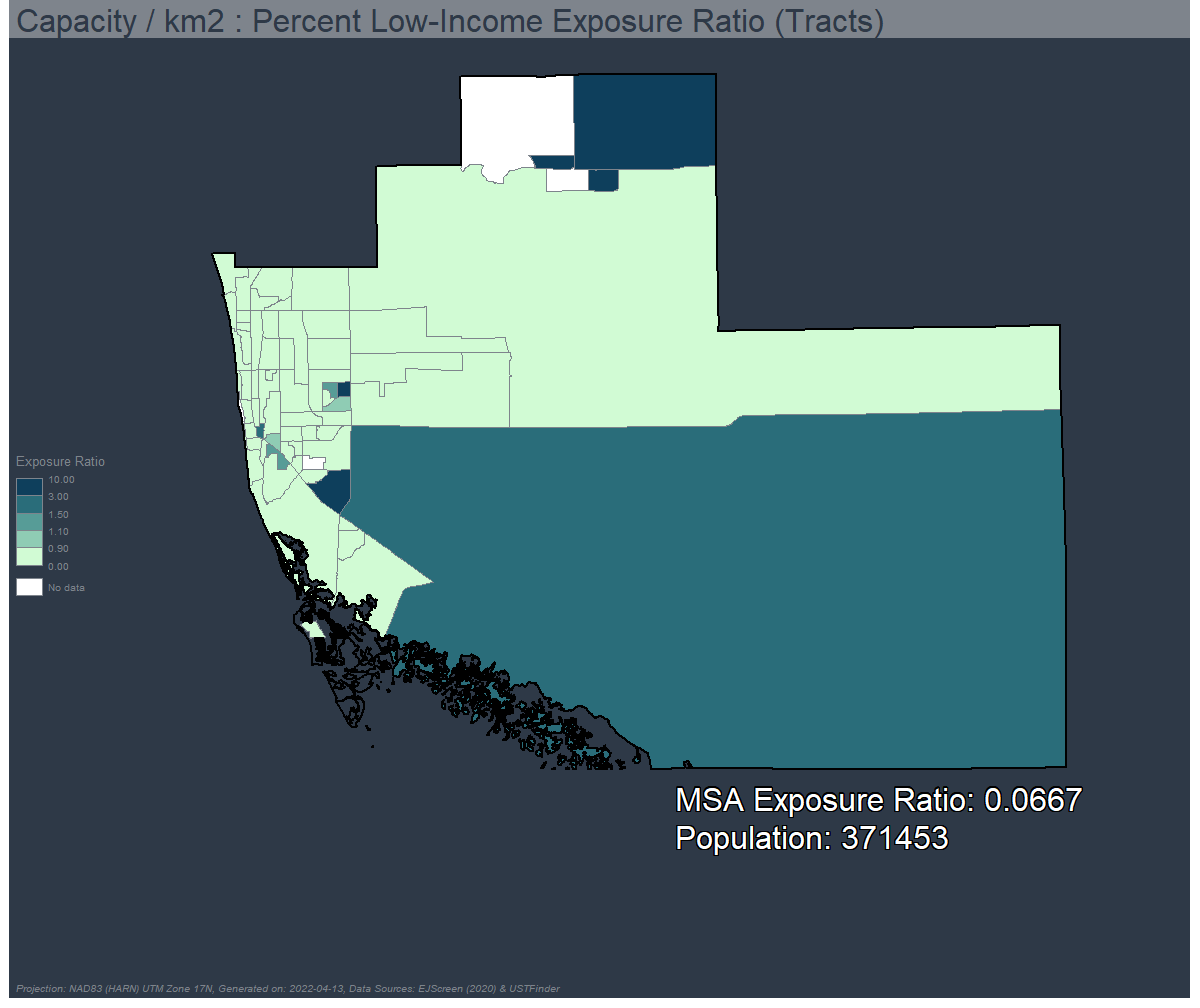 Capacity / km2 : Percent Low-Income Exposure Ratio (Tracts)
Exposure Ratio
10.00
3.00
1.50
1.10
0.90
0.00
No data
MSA Exposure Ratio: 0.0667
Population: 371453
Projection: NAD83 (HARN) UTM Zone 17N, Generated on: 2022-04-13, Data Sources: EJScreen (2020) & USTFinder